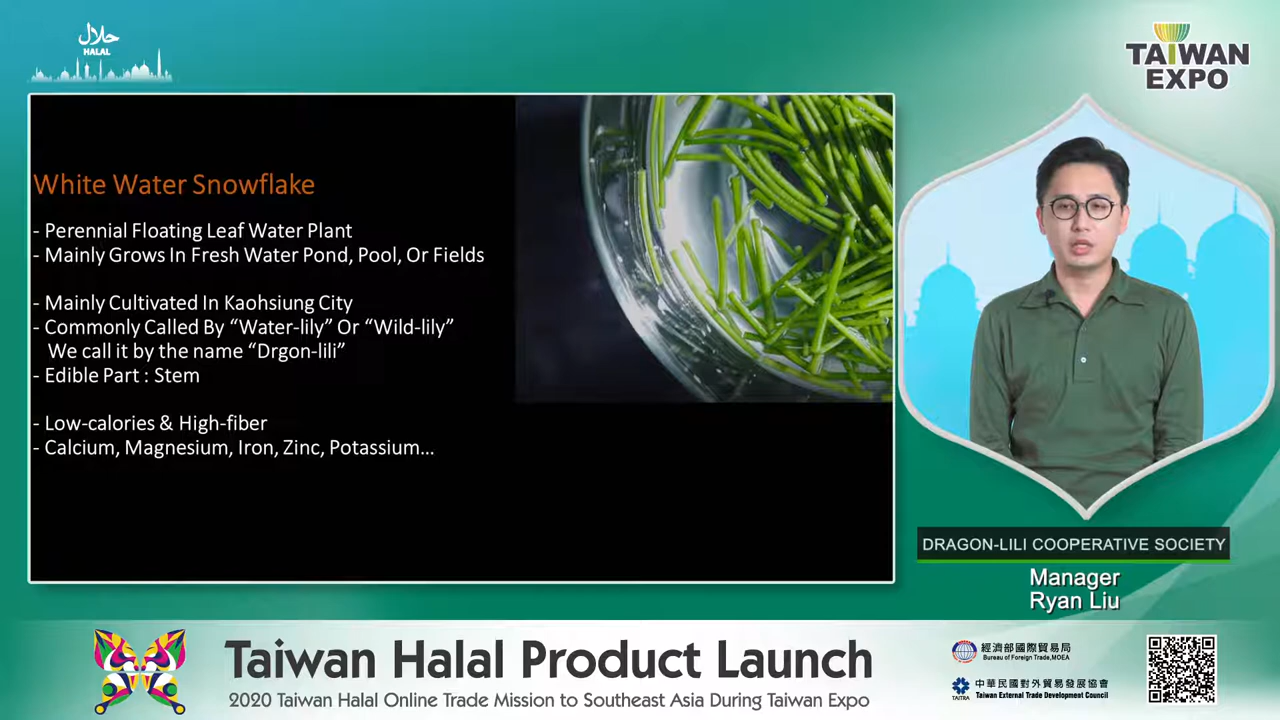 حلال
HALAL
TAIWAN
EXPO
White Water Snowflake
- Perennial Floating Leaf Water Plant
- Mainly Grows In Fresh Water Pond, Pool, Or Fields
- Mainly Cultivated In Kaohsiung City
- Commonly Called By “Water-lily” Or “Wild-lily”
We call it by the name “Drgon-lili”
- Edible Part : Stem
- Low-calories & High-fiber
- Calcium, Magnesium, Iron, Zinc, Potassium...
DRAGON-LILI COOPERATIVE SOCIETY
Manager
Ryan Liu
Taiwan Halal Product Launch
2020 Taiwan Halal Online Trade Mission to Southeast Asia During Taiwan Expo
經濟部國際貿易局
Bureau of Foreign Trade,MOEA
中華民國對外貿易發展協會
TAITRA
Taiwan External Trade Development Council